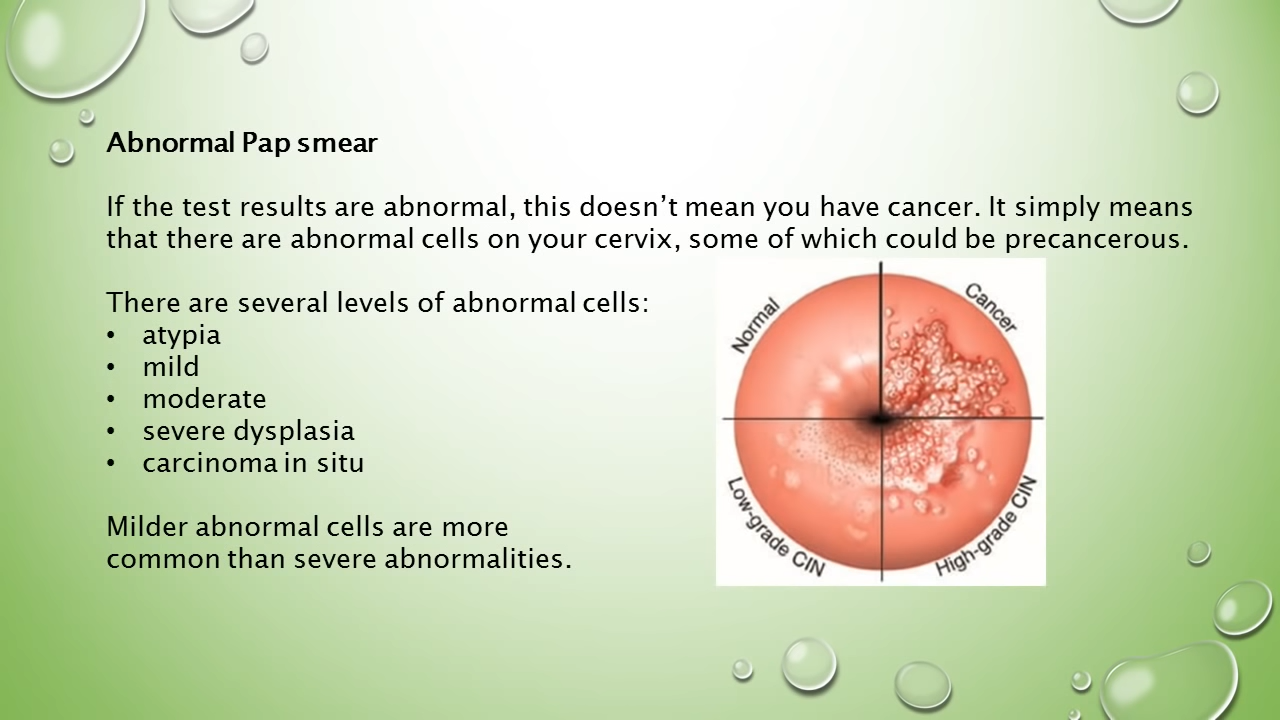 Abnormal Pap smear
If the test results are abnormal, this doesn’t mean you have cancer. It simply means
that there are abnormal cells on your cervix, some of which could be precancerous.
There are several levels of abnormal cells:
• atypia
• mild
• moderate
• severe dysplasia
• carcinoma in situ
Milder abnormal cells are more
common than severe abnormalities.
Normal
Cancer
Low-grade CIN
High-grade CIN